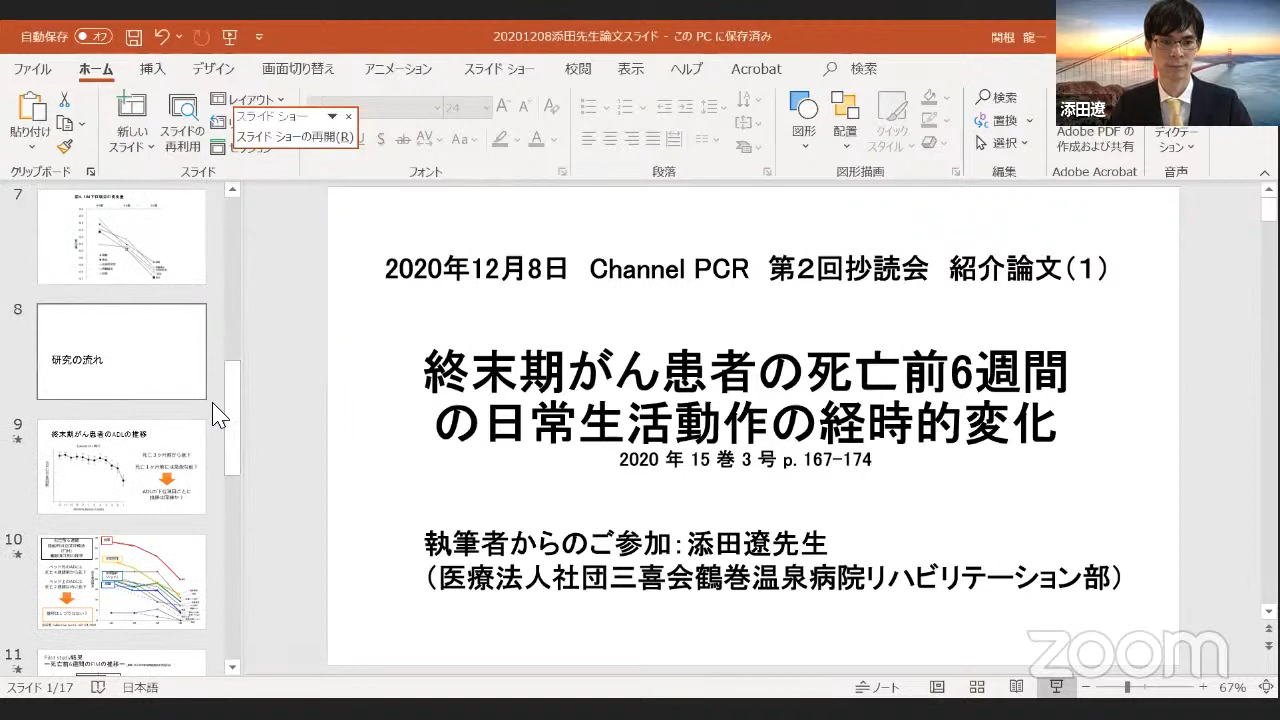 自動保存 オフ
20201208添田先生論文スライド - この PC に保存済み
関根 龍一
ファイル ホーム 挿入 デザイン 画面切り替え アニメーション スライド ショー 校閲 表示 ヘルプ Acrobat 検索
添田遼
貼り付け
新しい
スライド
スライドの
再利用
レイアウト
スライド ショー
スライド ショーの再開(R)
24
図形
配置
クイック
スタイル
検索
置換
選択
Adobe PDF の
作成および共有
ディクテー
ション
クリップボード スライド フォント 段落 図形描画 編集 Adobe Acrobat 音声
7
8
研究の流れ
9
終末期がん患者のADLの推移
10
11
2020年12月8日 Channel PCR 第2回抄読会 紹介論文(1)
終末期がん患者の死亡前6週間
の日常生活動作の経時的変化
2020 年 15 巻 3 号 p. 167-174
執筆者からのご参加：添田遼先生
（医療法人社団三喜会鶴巻温泉病院リハビリテーション部）
zoom
スライド 1/17 日本語 ノート 67%